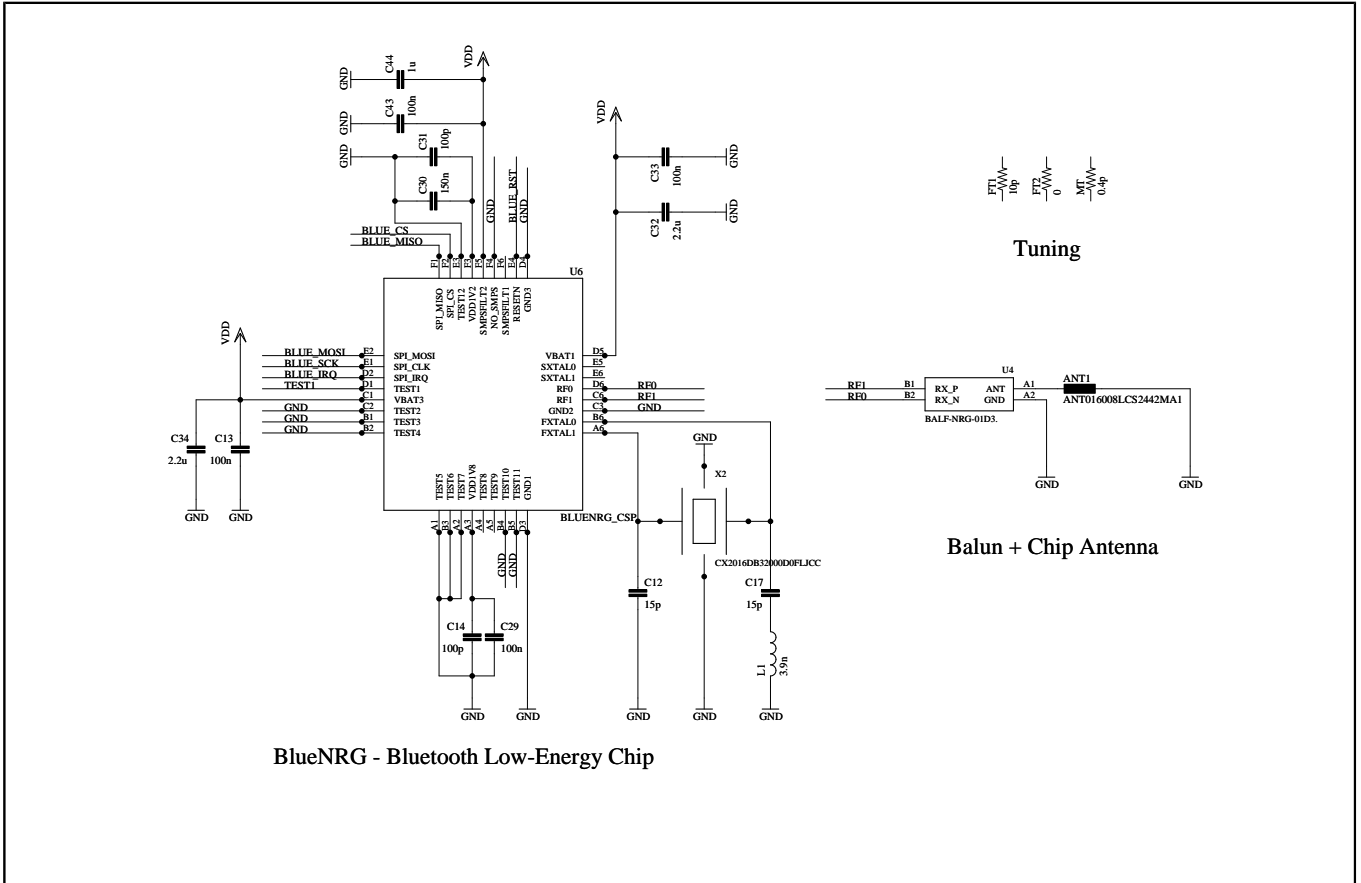 VDD
C44
1u
GND
C43
100n
GND
C31
100p
GND
C30
150n
GND
BLUE_RST
GND
BLUE_CS
BLUE_MISO
VDD
C33
100n
GND
C32
2.2u
GND
FT1
10p
FT2
0
MT
0.4p
Tuning
F1
F2
E3
F3
F5
F4
F6
E4
D4
U6
SPI_MISO
SPI_CS
TEST12
VDD1V2
SMPSFILT2
NO_SMPS
SMPSFILT1
RESETN
GND3
VDD
BLUE_MOSI
E2
SPI_MOSI
BLUE_SCK
E1
SPI_CLK
BLUE_IRQ
D2
SPI_IRQ
TEST1
D1
TEST1
C1
VBAT3
GND
C2
TEST2
GND
B1
TEST3
GND
B2
TEST4
VBAT1
D5
SXTAL0
E5
SXTAL1
E6
RF0
D6
RF0
RF1
C6
RF1
GND2
C3
GND
FXTAL0
B6
FXTAL1
A6
C34
2.2u
GND
C13
100n
GND
TEST5
TEST6
TEST7
VDD1V8
TEST8
TEST9
TEST10
TEST11
GND1
A1
B3
A2
A3
A4
A5
B4
B5
D3
BLUENRG_CSP
GND
GND
C14
100p
C29
100n
GND
GND
GND
X2
CX2016DB32000D0FLJCC
C12
15p
GND
GND
C17
15p
L1
3.9n
GND
RF1
B1
RX_P
RF0
B2
RX_N
U4
ANT
A1
GND
A2
BALF-NRG-01D3.
ANT1
ANT016008LCS2442MA1
GND
GND
Balun + Chip Antenna
BlueNRG - Bluetooth Low-Energy Chip